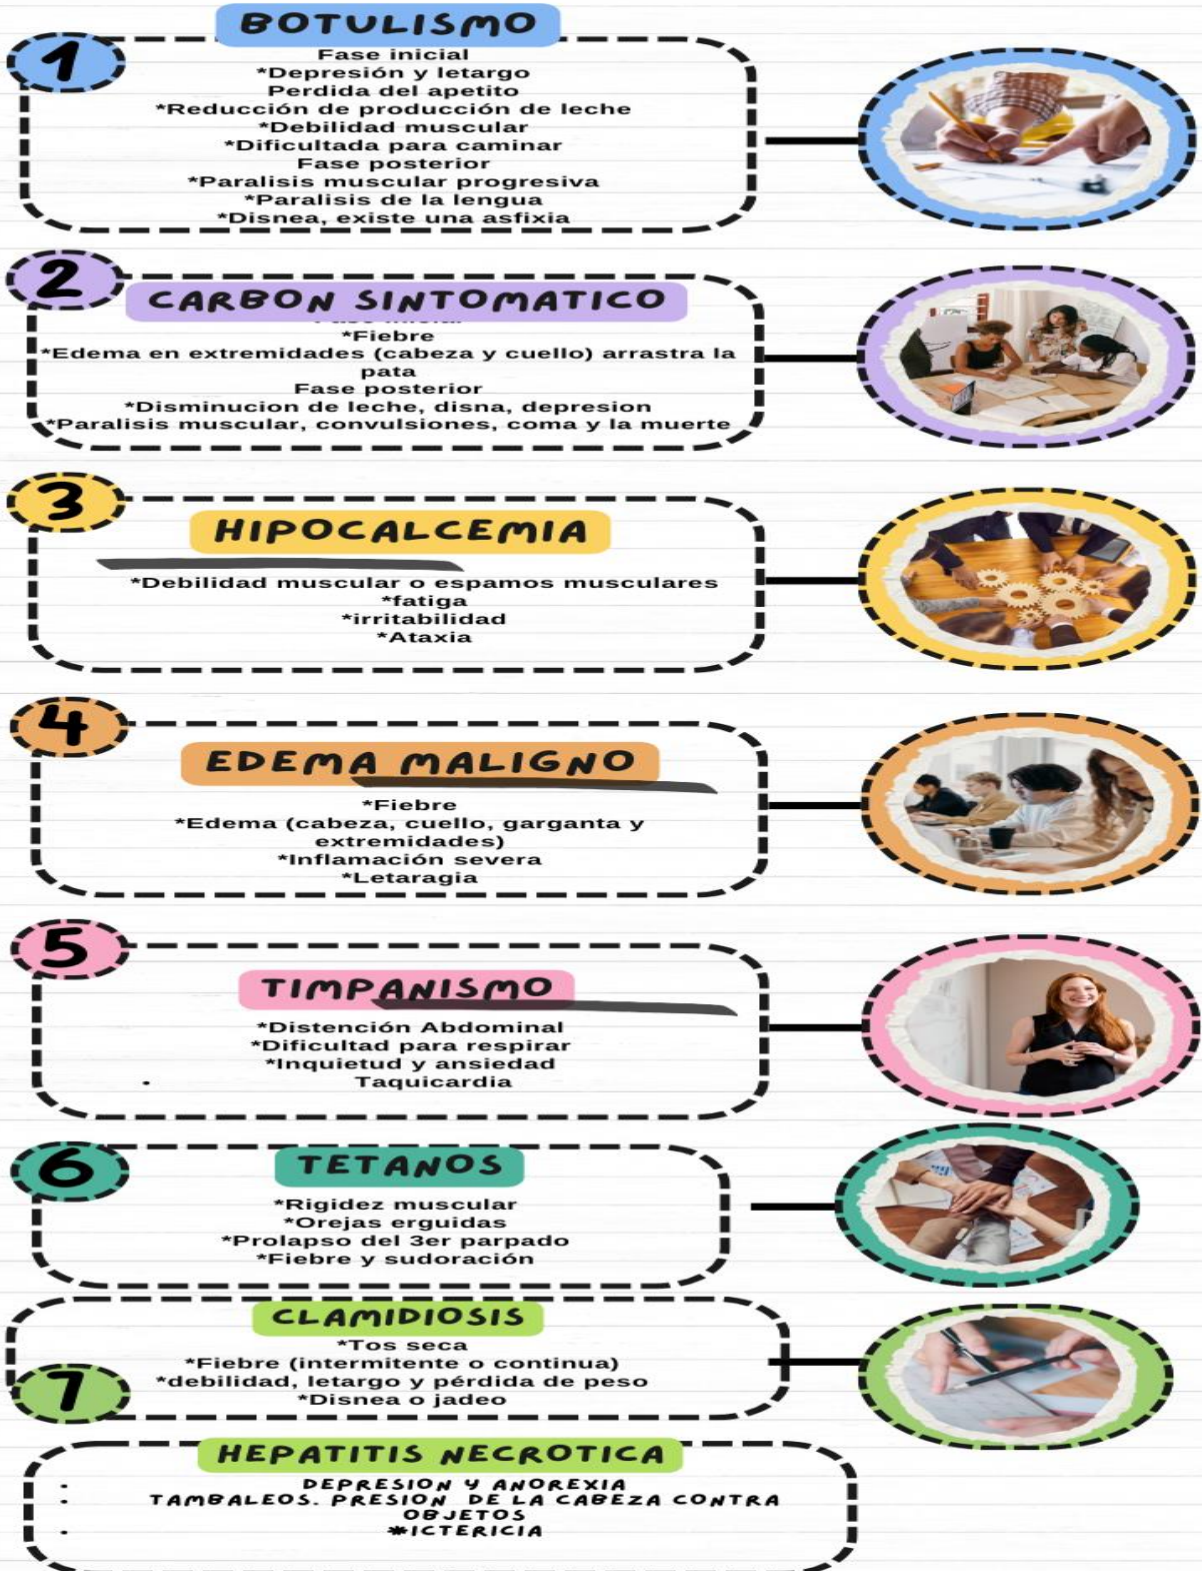 1
BOTULISMO
Fase inicial
*Depresión y letargo
Perdida del apetito
*Reducción de producción de leche
*Debilidad muscular
*Dificultada para caminar
Fase posterior
*Paralisis muscular progresiva
*Paralisis de la lengua
*Disnea, existe una asfixia
2
CARBON SINTOMATICO
*Fiebre
*Edema en extremidades (cabeza y cuello) arrastra la
pata
Fase posterior
*Disminucion de leche, disna, depresion
*Paralisis muscular, convulsiones, coma y la muerte
3
HIPOCALCEMIA
*Debilidad muscular o espamos musculares
*fatiga
*irritabilidad
*Ataxia
4
EDEMA MALIGNO
*Fiebre
*Edema (cabeza, cuello, garganta y
extremidades)
*Inflamación severa
*Letaragia
5
TIMPANISMO
*Distención Abdominal
*Dificultad para respirar
*Inquietud y ansiedad
• Taquicardia
6
TETANOS
*Rigidez muscular
*Orejas erguidas
*Prolapso del 3er parpado
*Fiebre y sudoración
7
CLAMIDIOSIS
*Tos seca
*Fiebre (intermitente o continua)
*debilidad, letargo y pérdida de peso
*Disnea o jadeo
HEPATITIS NECROTICA
• DEPRESION Y ANOREXIA
• TAMBALEOS. PRESION DE LA CABEZA CONTRA
OBJETOS
• *ICTERICIA